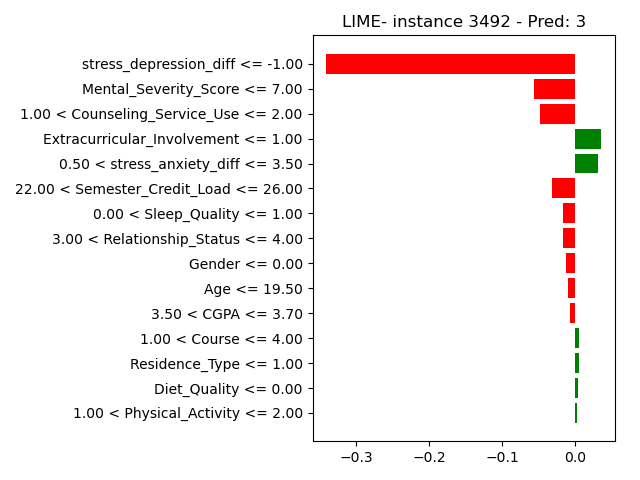 LIME- instance 3492 - Pred: 3
stress_depression_diff <= -1.00
Mental_Severity_Score <= 7.00
1.00 < Counseling_Service_Use <= 2.00
Extracurricular_Involvement <= 1.00
0.50 < stress_anxiety_diff <= 3.50
22.00 < Semester_Credit_Load <= 26.00
0.00 < Sleep_Quality <= 1.00
3.00 < Relationship_Status <= 4.00
Gender <= 0.00
Age <= 19.50
3.50 < CGPA <= 3.70
1.00 < Course <= 4.00
Residence_Type <= 1.00
Diet_Quality <= 0.00
1.00 < Physical_Activity <= 2.00
−0.3 −0.2 −0.1 0.0